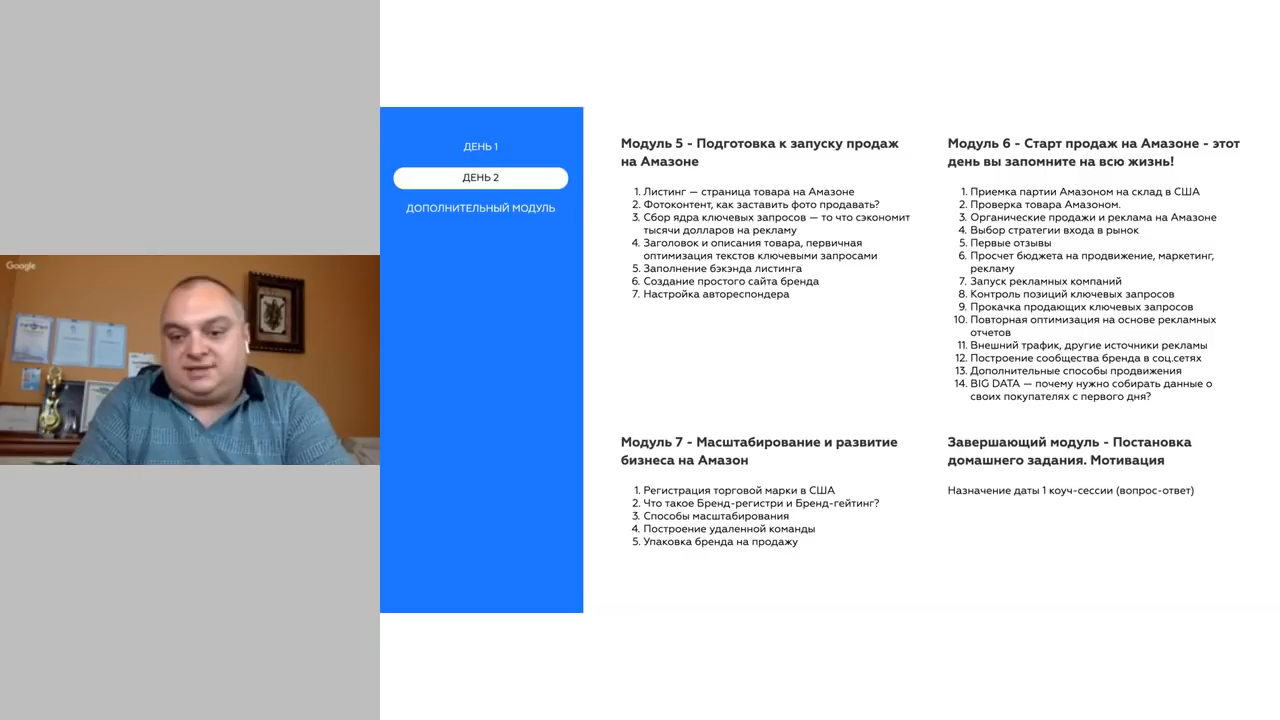 Google
ДЕНЬ 1
ДЕНЬ 2
ДОПОЛНИТЕЛЬНЫЙ МОДУЛЬ
Модуль 5 - Подготовка к запуску продаж
на Амазоне
1. Листинг — страница товара на Амазоне
2. Фотоконтент, как заставить фото продавать?
3. Сбор ядра ключевых запросов — то что сэкономит
тысячи долларов на рекламу
4. Заголовок и описания товара, первичная
оптимизация текстов ключевыми запросами
5. Заполнение бэкэнда листинга
6. Создание простого сайта бренда
7. Настройка автореспондера
Модуль 6 - Старт продаж на Амазоне - этот
день вы запомните на всю жизнь!
1. Приемка партии Амазоном на склад в США
2. Проверка товара Амазоном.
3. Органические продажи и реклама на Амазоне
4. Выбор стратегии входа в рынок
5. Первые отзывы
6. Просчет бюджета на продвижение, маркетинг,
рекламу
7. Запуск рекламных компаний
8. Контроль позиций ключевых запросов
9. Прокачка продающих ключевых запросов
10. Повторная оптимизация на основе рекламных
отчетов
11. Внешний трафик, другие источники рекламы
12. Построение сообщества бренда в соц.сетях
13. Дополнительные способы продвижения
14. BIG DATA — почему нужно собирать данные о
своих покупателях с первого дня?
Модуль 7 - Масштабирование и развитие
бизнеса на Амазон
1. Регистрация торговой марки в США
2. Что такое Бренд-регистри и Бренд-гейтинг?
3. Способы масштабирования
4. Построение удаленной команды
5. Упаковка бренда на продажу
Завершающий модуль - Постановка
домашнего задания. Мотивация
Назначение даты 1 коуч-сессии (вопрос-ответ)